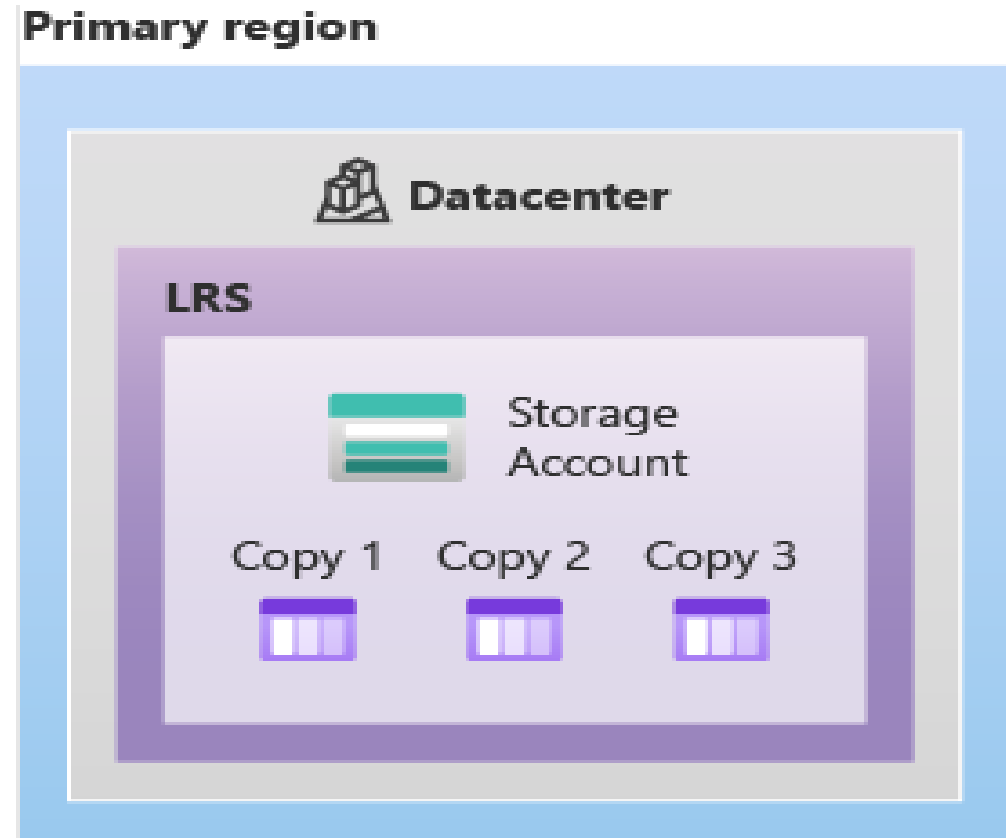 Primary region
Datacenter
LRS
Storage
Account
Copy 1 Copy 2 Copy 3